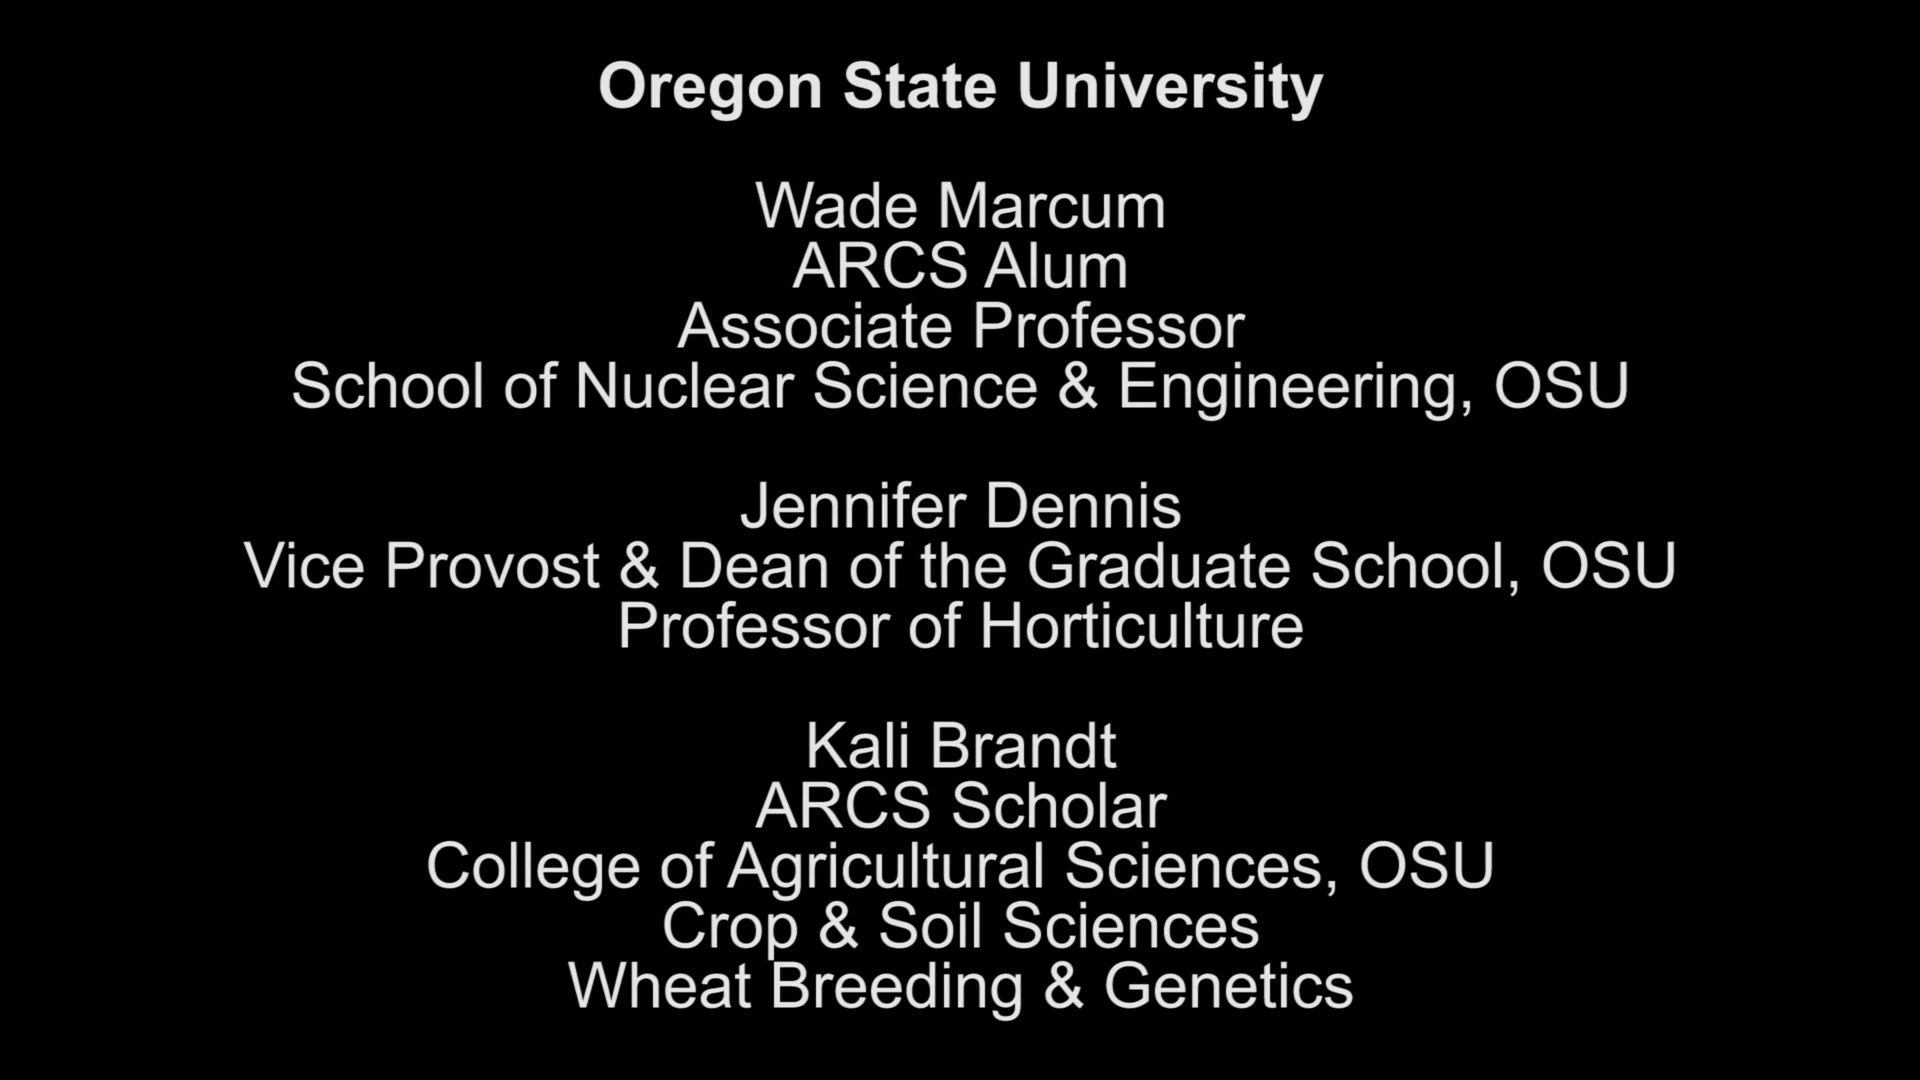 Oregon State University
Wade Marcum
ARCS Alum
Associate Professor
School of Nuclear Science & Engineering, OSU
Jennifer Dennis
Vice Provost & Dean of the Graduate School, OSU
Professor of Horticulture
Kali Brandt
ARCS Scholar
College of Agricultural Sciences, OSU
Crop & Soil Sciences
Wheat Breeding & Genetics